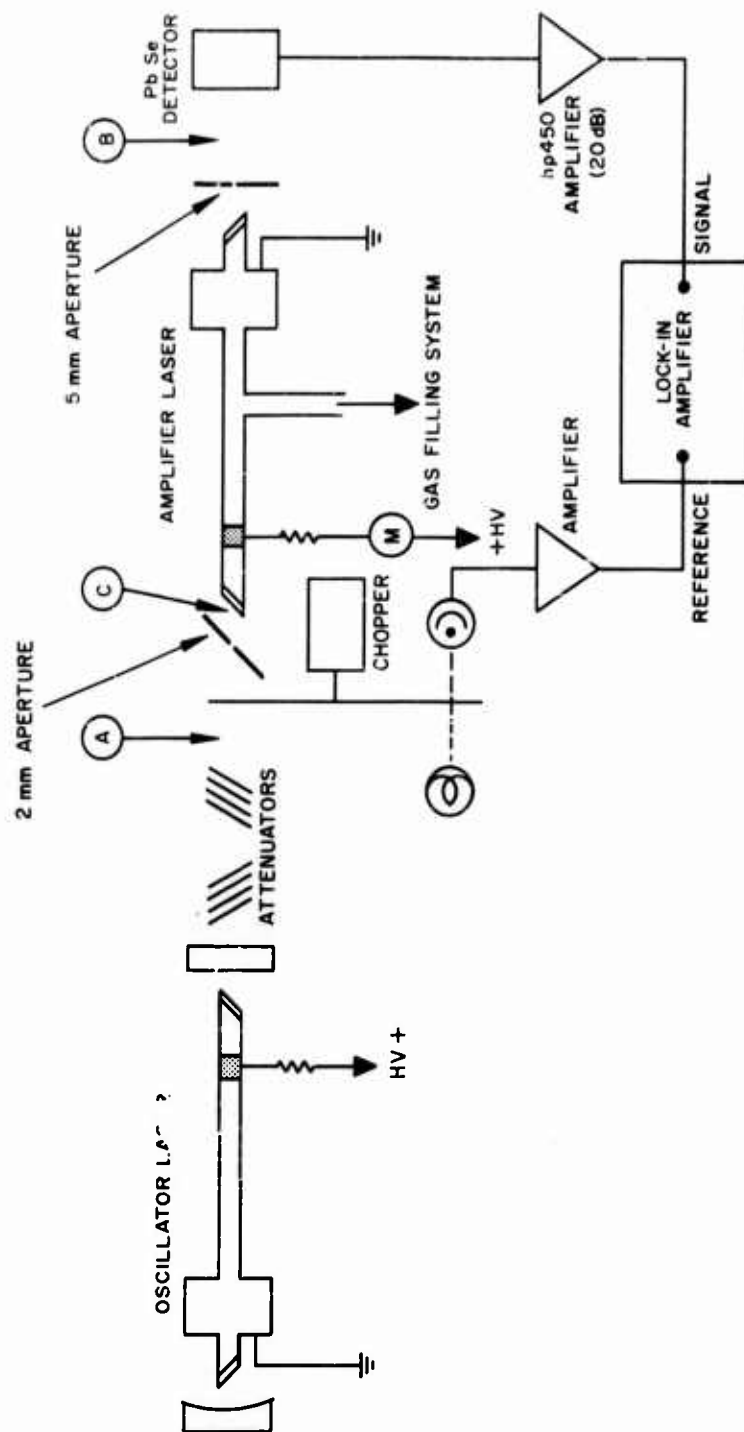 OSCILLATOR
HV +
ATTENUATORS
A
2 mm APERTURE
C
CHOPPER
AMPLIFIER LASER
M
+HV
GAS FILLING SYSTEM
5 mm APERTURE
B
Pb Se
DETECTOR
hp450
AMPLIFIER
(20 dB)
AMPLIFIER
REFERENCE
LOCK-IN
AMPLIFIER
SIGNAL